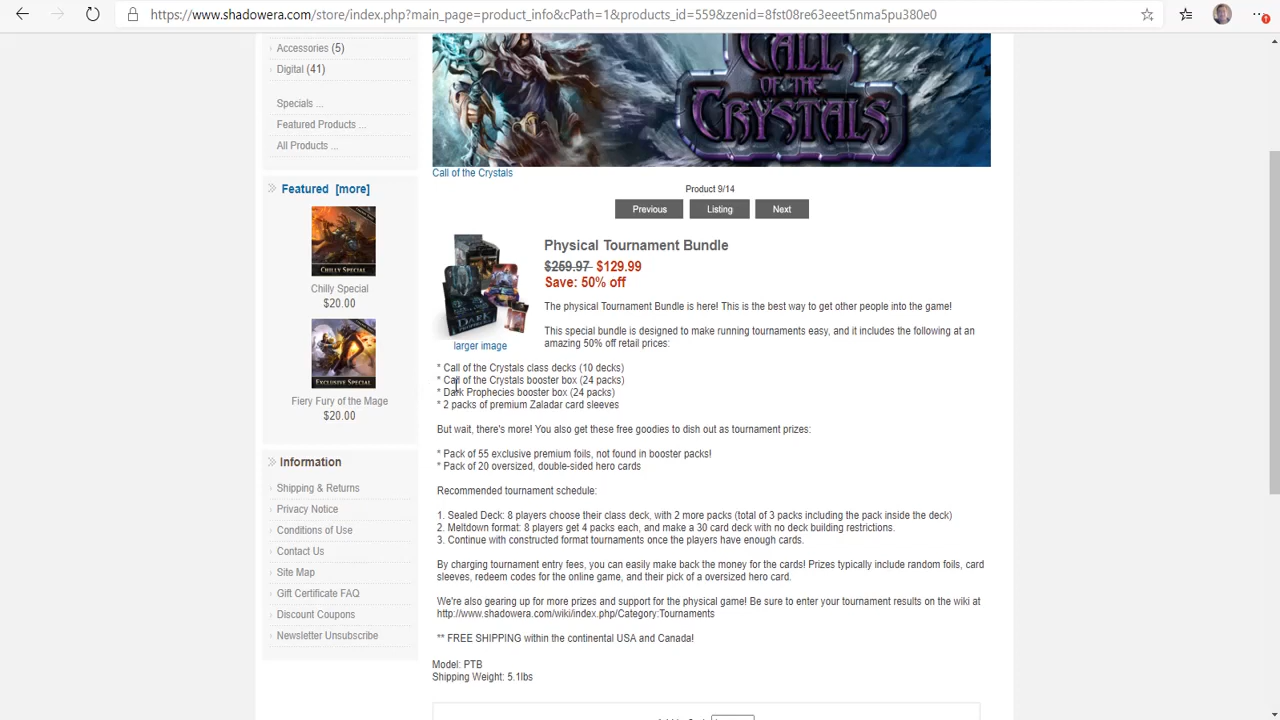 https://www.shadowera.com/store/index.php?main_page=product_info&cPath=1&products_id=559&zenid=8fst08re63eeet5nma5pu380e0
Accessories (5)
Digital (41)
Specials ...
Featured Products ...
All Products ...
Featured [more]
CHILLY SPECIAL
Chilly Special
$20.00
EXCLUSIVE SPECIAL
Fiery Fury of the Mage
$20.00
Information
Shipping & Returns
Privacy Notice
Conditions of Use
Contact Us
Site Map
Gift Certificate FAQ
Discount Coupons
Newsletter Unsubscribe
CALL
OF THE
CRYSTALS
Call of the Crystals
Product 9/14
Previous
Listing
Next
DARK
larger image
Physical Tournament Bundle
$259.97 $129.99
Save: 50% off
The physical Tournament Bundle is here! This is the best way to get other people into the game!
This special bundle is designed to make running tournaments easy, and it includes the following at an
amazing 50% off retail prices:
* Call of the Crystals class decks (10 decks)
* Call of the Crystals booster box (24 packs)
* Dark Prophecies booster box (24 packs)
* 2 packs of premium Zaladar card sleeves
But wait, there's more! You also get these free goodies to dish out as tournament prizes:
* Pack of 55 exclusive premium foils, not found in booster packs!
* Pack of 20 oversized, double-sided hero cards
Recommended tournament schedule:
1. Sealed Deck: 8 players choose their class deck, with 2 more packs (total of 3 packs including the pack inside the deck)
2. Meltdown format: 8 players get 4 packs each, and make a 30 card deck with no deck building restrictions.
3. Continue with constructed format tournaments once the players have enough cards.
By charging tournament entry fees, you can easily make back the money for the cards! Prizes typically include random foils, card
sleeves, redeem codes for the online game, and their pick of a oversized hero card.
We're also gearing up for more prizes and support for the physical game! Be sure to enter your tournament results on the wiki at
http://www.shadowera.com/wiki/index.php/Category:Tournaments
** FREE SHIPPING within the continental USA and Canada!
Model: PTB
Shipping Weight: 5.1lbs